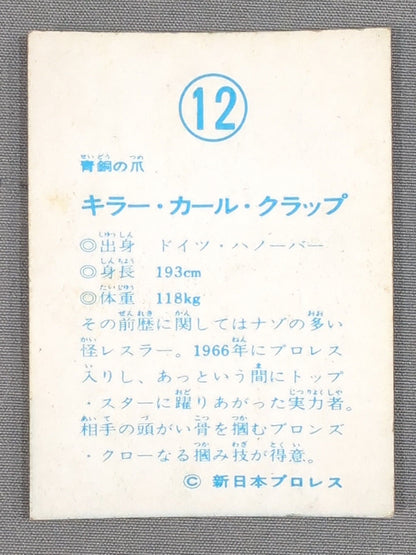 12
青銅の爪
キラー・カール・クラップ
◎出身 ドイツ・ハノーバー
◎身長 193cm
◎体重 118kg
その前歴に関してはナゾの多い
怪レスラー。1966年にプロレス
入りし、あっという間にトップ
・スターに躍りあがった実力者。
相手の頭がい骨を摑むブロンズ
・クローなる摑み技が得意。
© 新日本プロレス